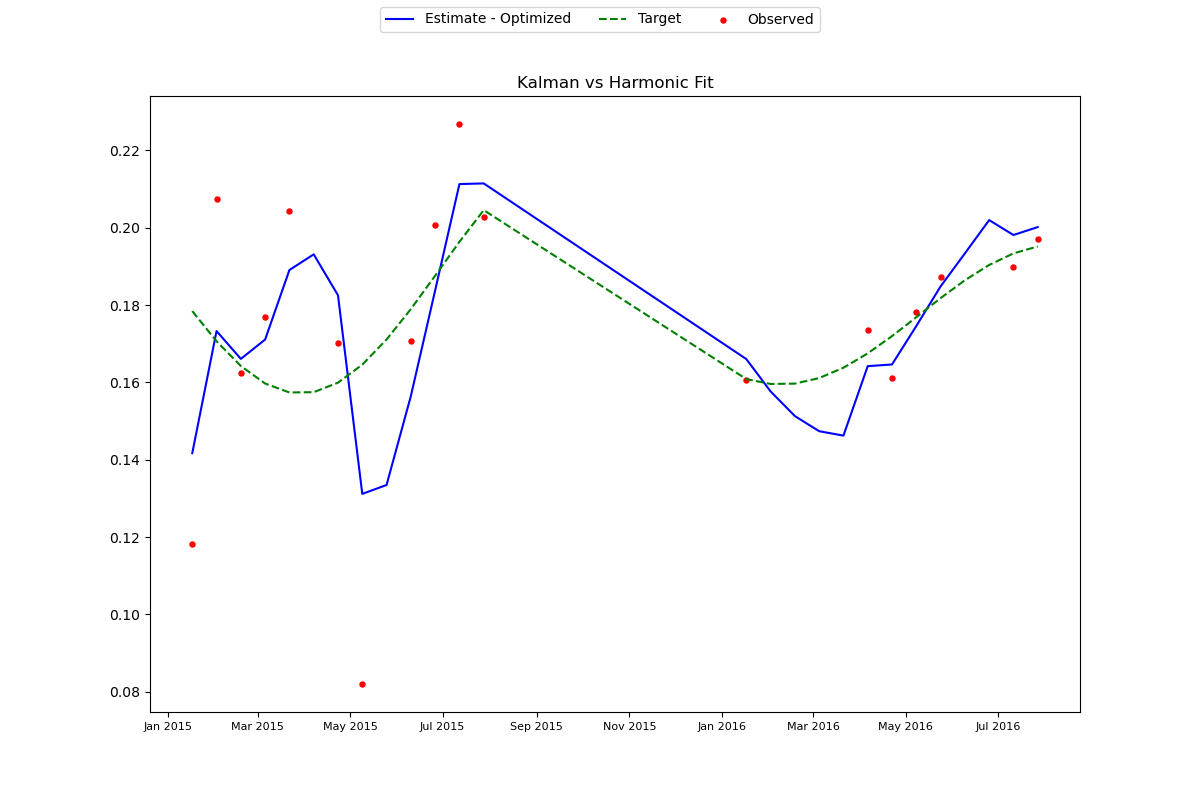 Estimate - Optimized Target Observed
Kalman vs Harmonic Fit
0.22
0.20
0.18
0.16
0.14
0.12
0.10
0.08
Jan 2015 Mar 2015 May 2015 Jul 2015 Sep 2015 Nov 2015 Jan 2016 Mar 2016 May 2016 Jul 2016